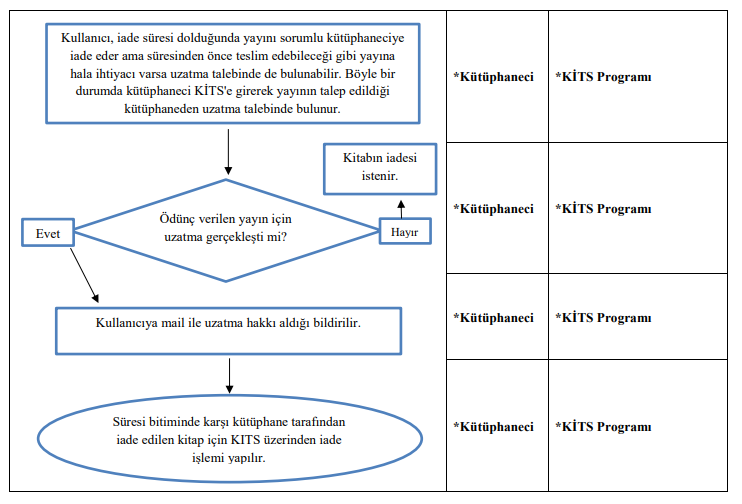 Kullanıcı, iade süresi dolduğunda yayını sorumlu kütüphaneciye
iade eder ama süresinden önce teslim edebileceği gibi yayına
hala ihtiyacı varsa uzatma talebinde de bulunabilir. Böyle bir
durumda kütüphaneci KİTS'e girerek yayının talep edildiği
kütüphaneden uzatma talebinde bulunur.
*Kütüphaneci
*KİTS Programı
Kitabın iadesi
istenir.
Ödünç verilen yayın için
uzatma gerçekleşti mi?
Evet
Hayır
*Kütüphaneci
*KİTS Programı
Kullanıcıya mail ile uzatma hakkı aldığı bildirilir.
*Kütüphaneci
*KİTS Programı
Süresi bitiminde karşı kütüphane tarafından
iade edilen kitap için KITS üzerinden iade
işlemi yapılır.
*Kütüphaneci
*KİTS Programı